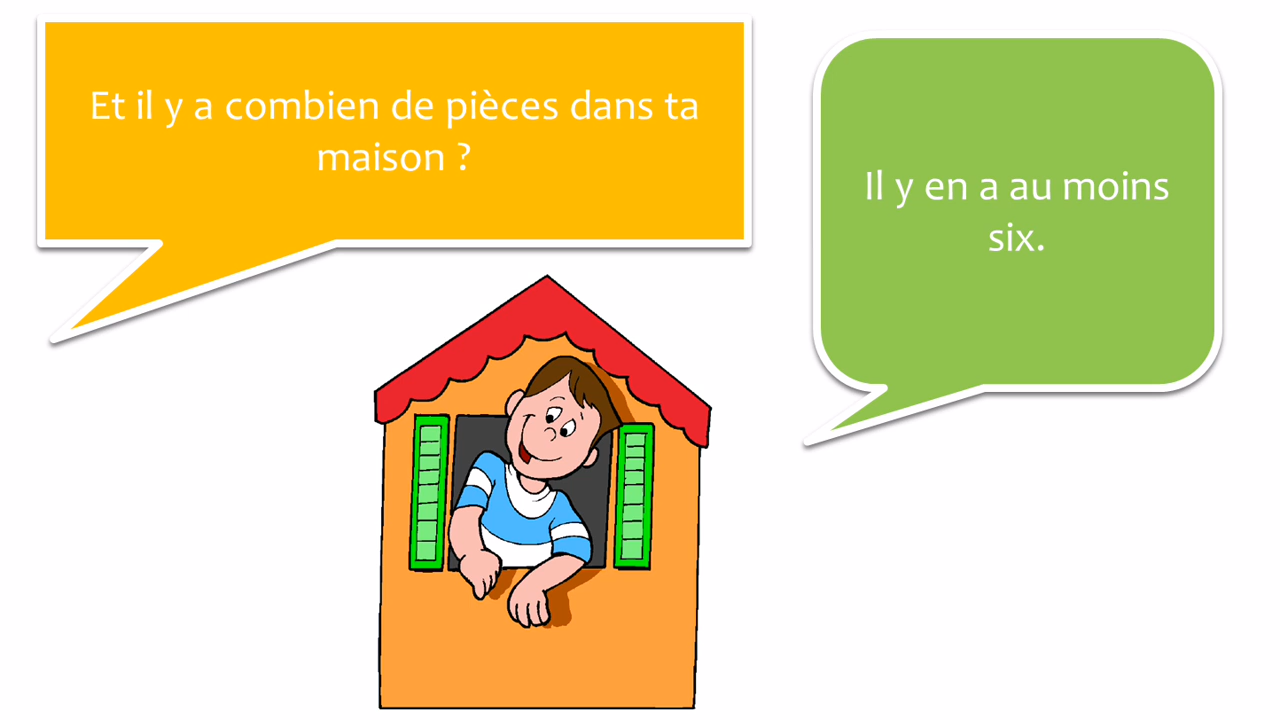 Et il y a combien de pièces dans ta
maison ?
Il y en a au moins
six.